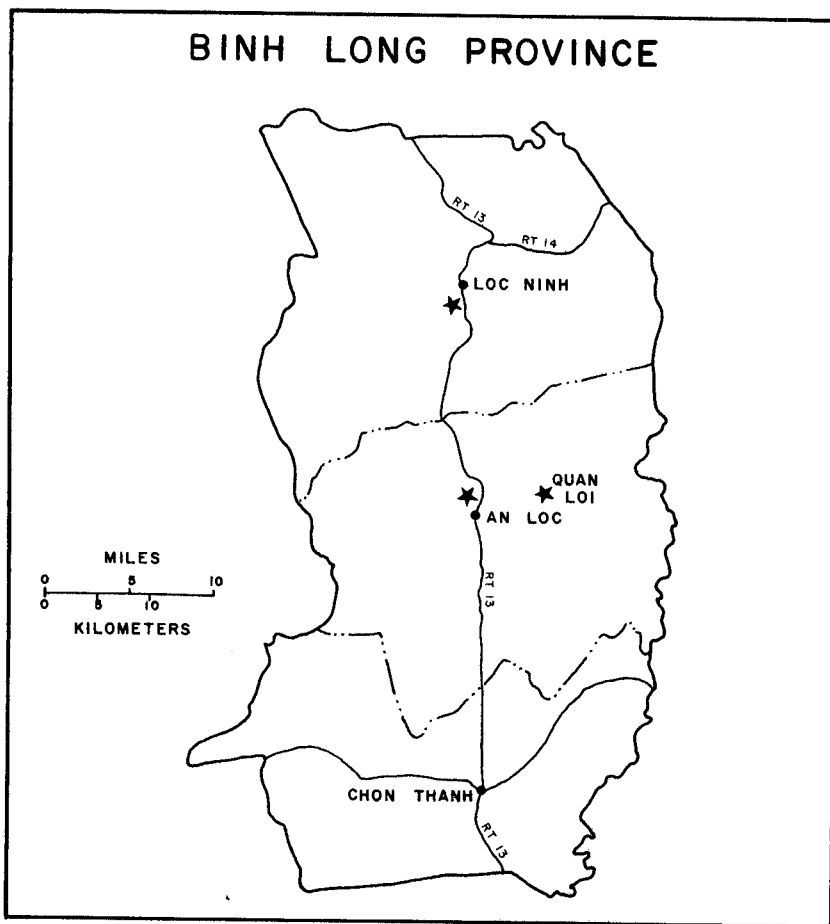 BINH LONG PROVINCE
RT 13
RT 14
LOC NINH
QUAN
LOI
AN LOC
MILES
0 5 10
0 5 10
KILOMETERS
RT 13
CHON THANH
RT 13